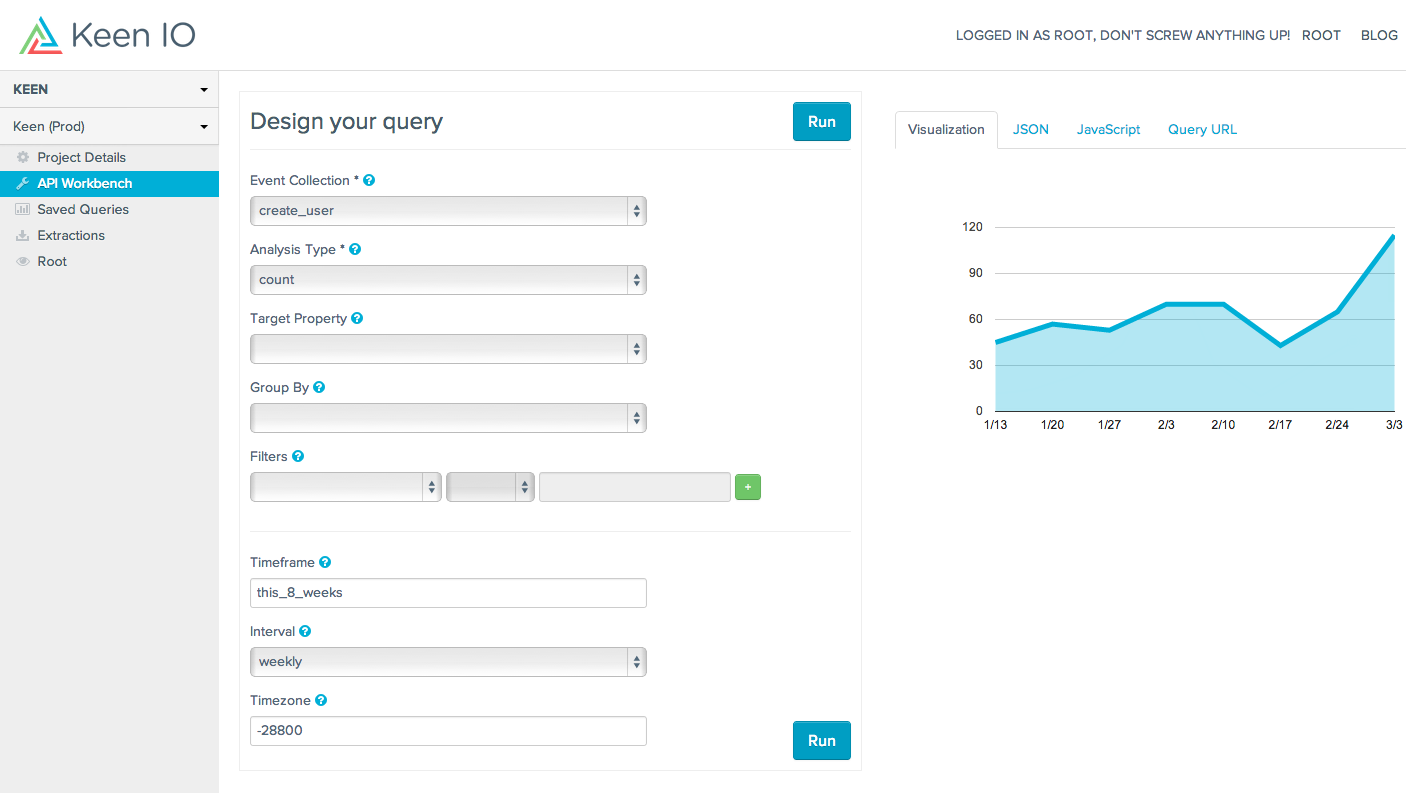 Keen IO
LOGGED IN AS ROOT, DON'T SCREW ANYTHING UP! ROOT BLOG
KEEN
Keen (Prod)
Project Details
API Workbench
Saved Queries
Extractions
Root
Design your query
Run
Event Collection * ?
create_user
Analysis Type * ?
count
Target Property ?
Group By ?
Filters ?
+
Timeframe ?
this_8_weeks
Interval ?
weekly
Timezone ?
-28800
Run
Visualization JSON JavaScript Query URL
120
90
60
30
0
1/13 1/20 1/27 2/3 2/10 2/17 2/24 3/3